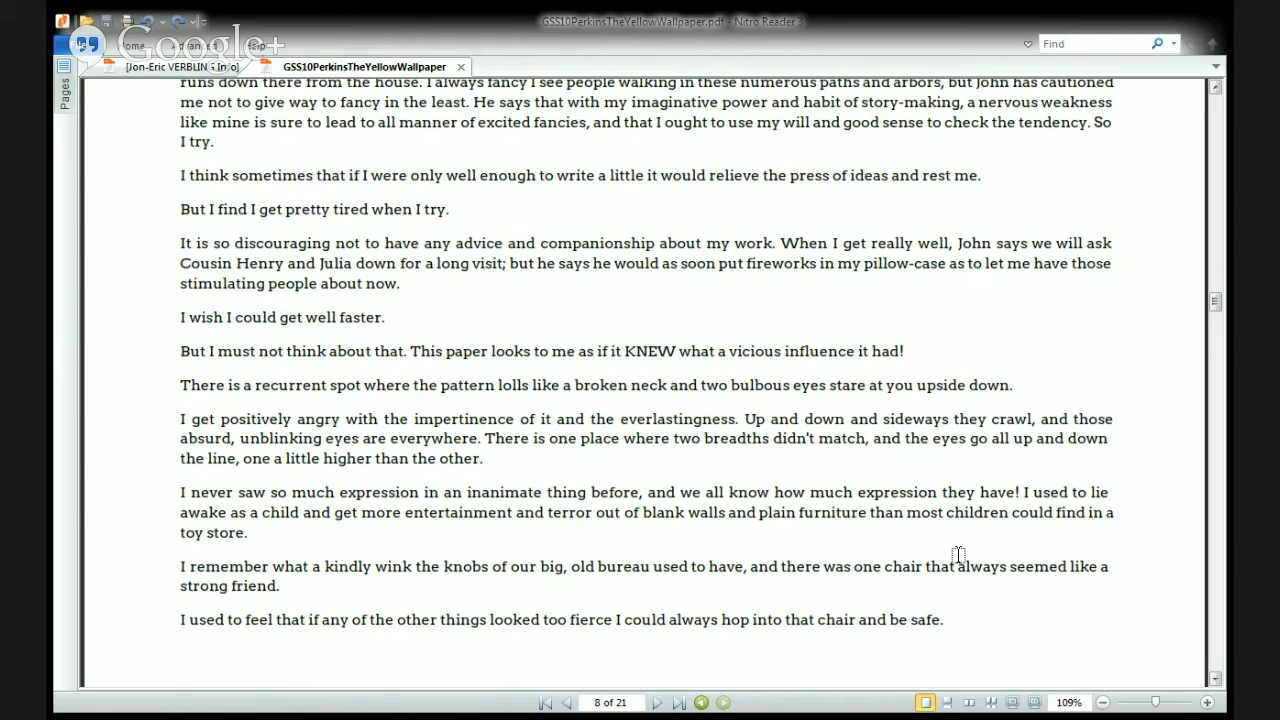 GSS10PerkinsTheYellowWallpaper.pdf - Nitro Reader 3
Google+
Home Advanced Help
Find
[Jon-Eric VERBLING Info] GSS10PerkinsTheYellowWallpaper
Pages
runs down there from the house. I always fancy I see people walking in these numerous paths and arbors, but John has cautioned
me not to give way to fancy in the least. He says that with my imaginative power and habit of story-making, a nervous weakness
like mine is sure to lead to all manner of excited fancies, and that I ought to use my will and good sense to check the tendency. So
I try.
I think sometimes that if I were only well enough to write a little it would relieve the press of ideas and rest me.
But I find I get pretty tired when I try.
It is so discouraging not to have any advice and companionship about my work. When I get really well, John says we will ask
Cousin Henry and Julia down for a long visit; but he says he would as soon put fireworks in my pillow-case as to let me have those
stimulating people about now.
I wish I could get well faster.
But I must not think about that. This paper looks to me as if it KNEW what a vicious influence it had!
There is a recurrent spot where the pattern lolls like a broken neck and two bulbous eyes stare at you upside down.
I get positively angry with the impertinence of it and the everlastingness. Up and down and sideways they crawl, and those
absurd, unblinking eyes are everywhere. There is one place where two breadths didn't match, and the eyes go all up and down
the line, one a little higher than the other.
I never saw so much expression in an inanimate thing before, and we all know how much expression they have! I used to lie
awake as a child and get more entertainment and terror out of blank walls and plain furniture than most children could find in a
toy store.
I remember what a kindly wink the knobs of our big, old bureau used to have, and there was one chair that always seemed like a
strong friend.
I used to feel that if any of the other things looked too fierce I could always hop into that chair and be safe.
8 of 21
109%